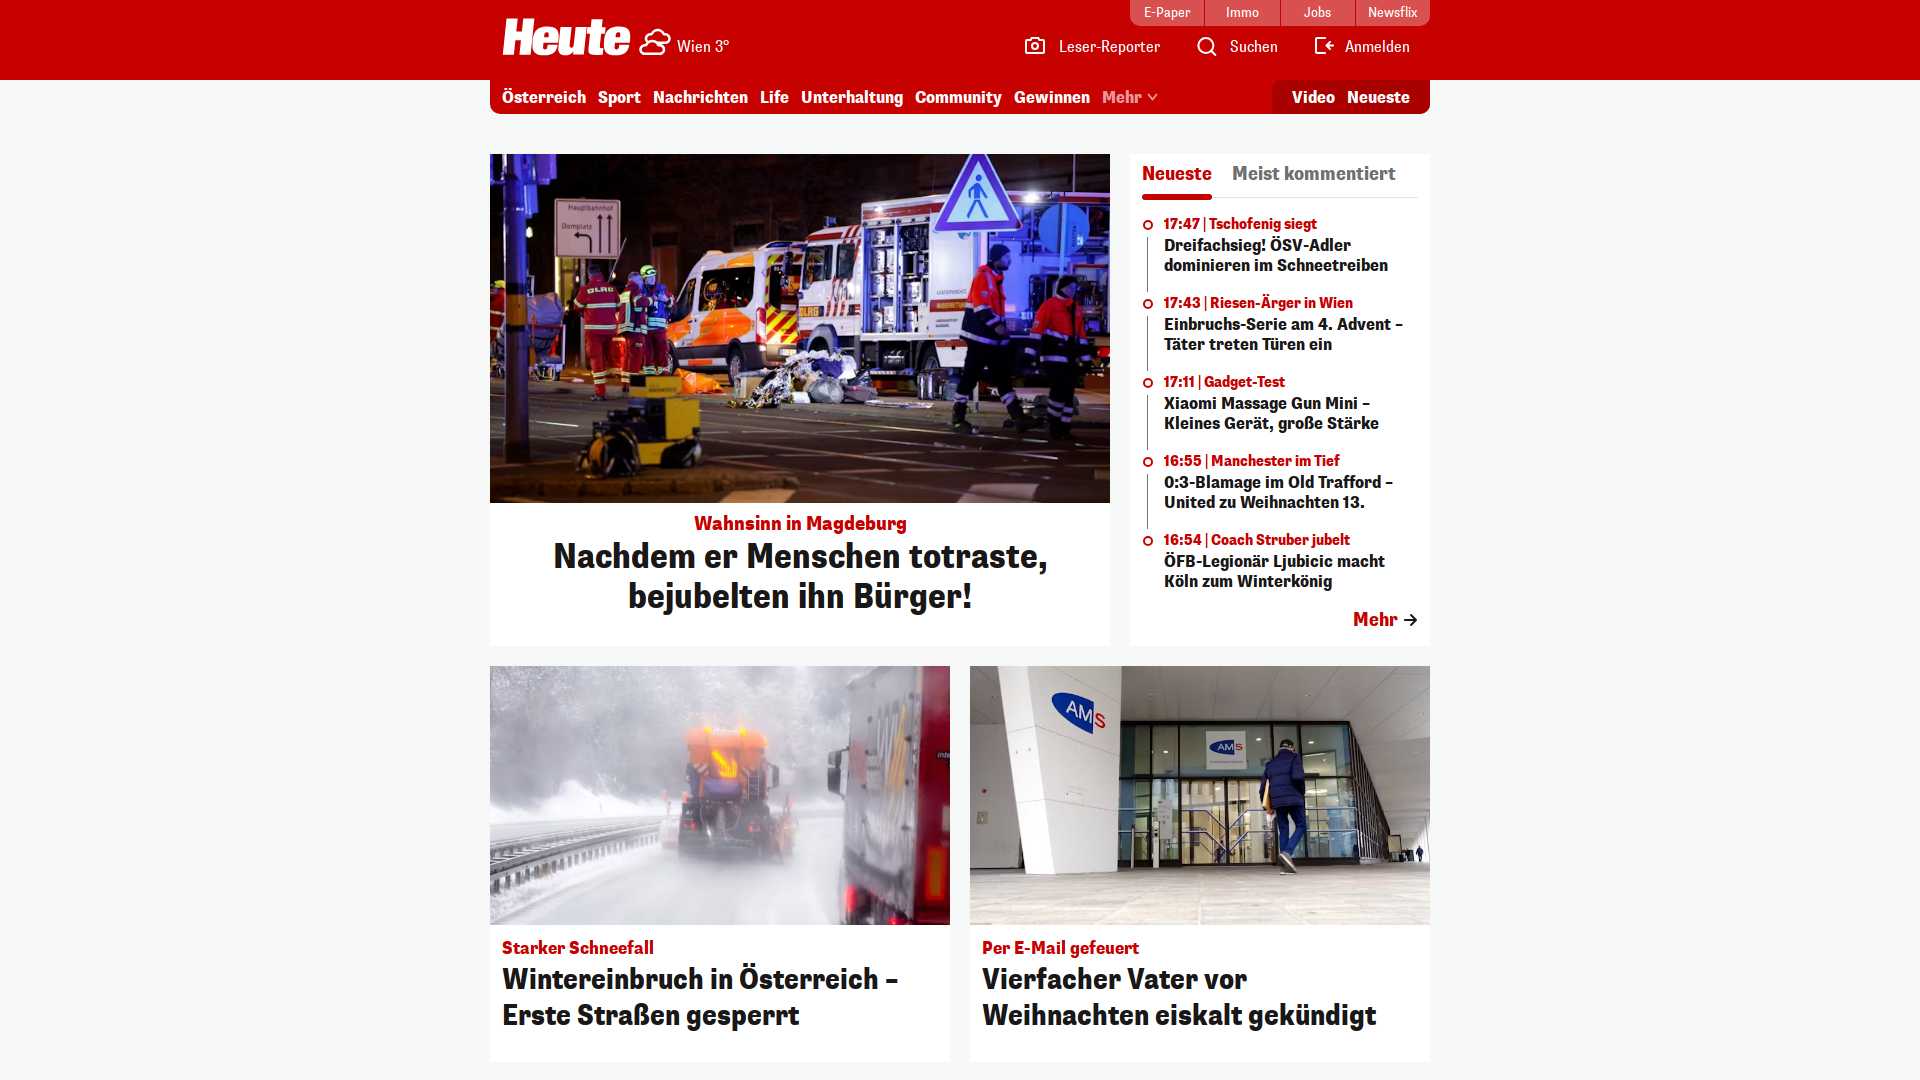 E-Paper
Immo
Jobs
Newsflix
Heute
Wien 3°
Leser-Reporter
Suchen
Anmelden
Österreich
Sport
Nachrichten
Life
Unterhaltung
Community
Gewinnen
Mehr
Video
Neueste
Hauptbahnhof
Domplatz
DLRG
DLRG
Wahnsinn in Magdeburg
Nachdem er Menschen totraste,
bejubelten ihn Bürger!
Neueste
Meist kommentiert
17:47 | Tschofenig siegt
Dreifachsieg! ÖSV-Adler
dominieren im Schneetreiben
17:43 | Riesen-Ärger in Wien
Einbruchs-Serie am 4. Advent –
Täter treten Türen ein
17:11 | Gadget-Test
Xiaomi Massage Gun Mini –
Kleines Gerät, große Stärke
16:55 | Manchester im Tief
0:3-Blamage im Old Trafford –
United zu Weihnachten 13.
16:54 | Coach Struber jubelt
ÖFB-Legionär Ljubicic macht
Köln zum Winterkönig
Mehr
Starker Schneefall
Wintereinbruch in Österreich –
Erste Straßen gesperrt
AMS
AMS
Per E-Mail gefeuert
Vierfacher Vater vor
Weihnachten eiskalt gekündigt